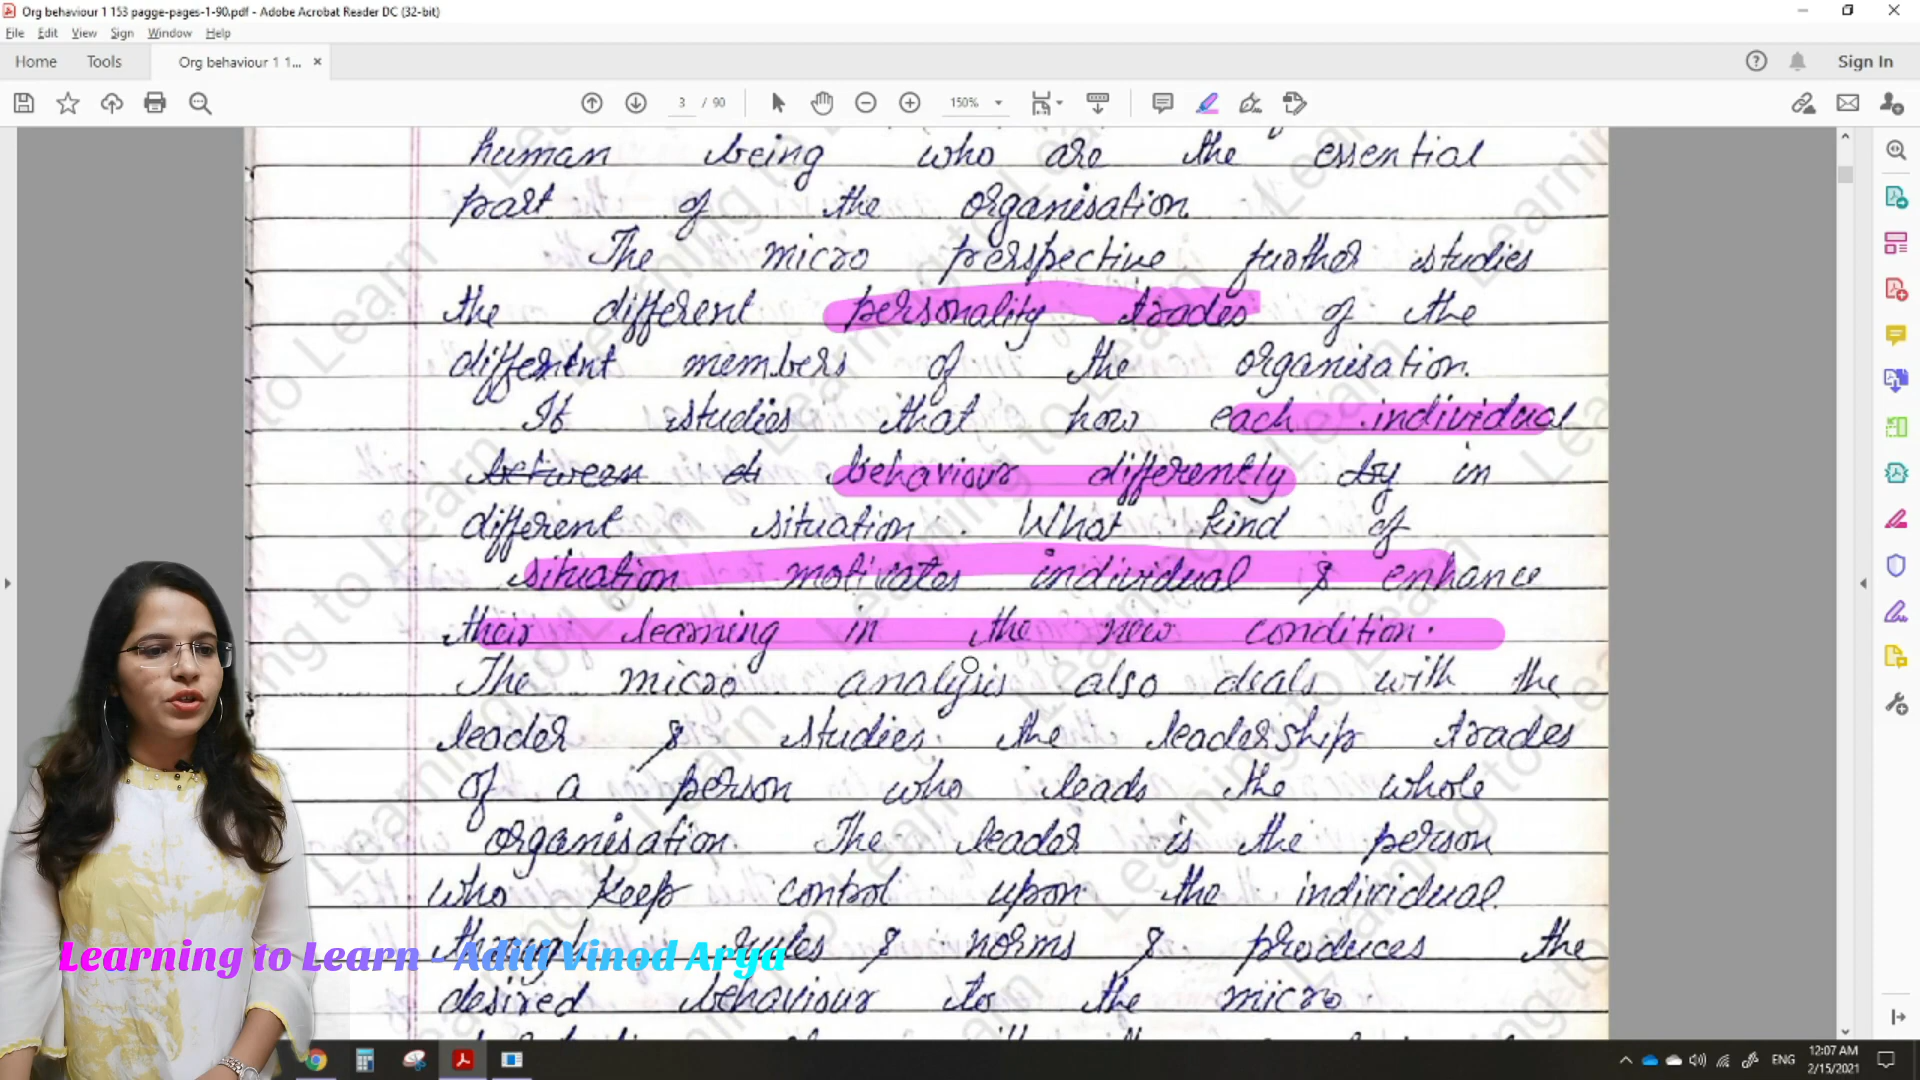 Org behaviour 1 153 pagge-pages-1-90.pdf - Adobe Acrobat Reader DC (32-bit)
File Edit View Sign Window Help
Home Tools Org behaviour 1 1... × Sign In
3 / 90 150%
human being who are the essential
part of the organisation.
The micro prerspective further studies
the different personality trades of the
different members of the organisation.
It studies that how each individual
between di behaviour differently by in
different situation. What kind of
situation motivates individual & enhance
their learning in the new condition.
The micro analysis also deals with the
leader & studies the leadership trades
of a person who leads the whole
organisation. The leader is the person
who keep control upon the individual
through rules & norms & produces the
desired behaviour to the micro
Learning to Learn - Aditi Vinod Arya
ENG 12:07 AM
2/15/2021